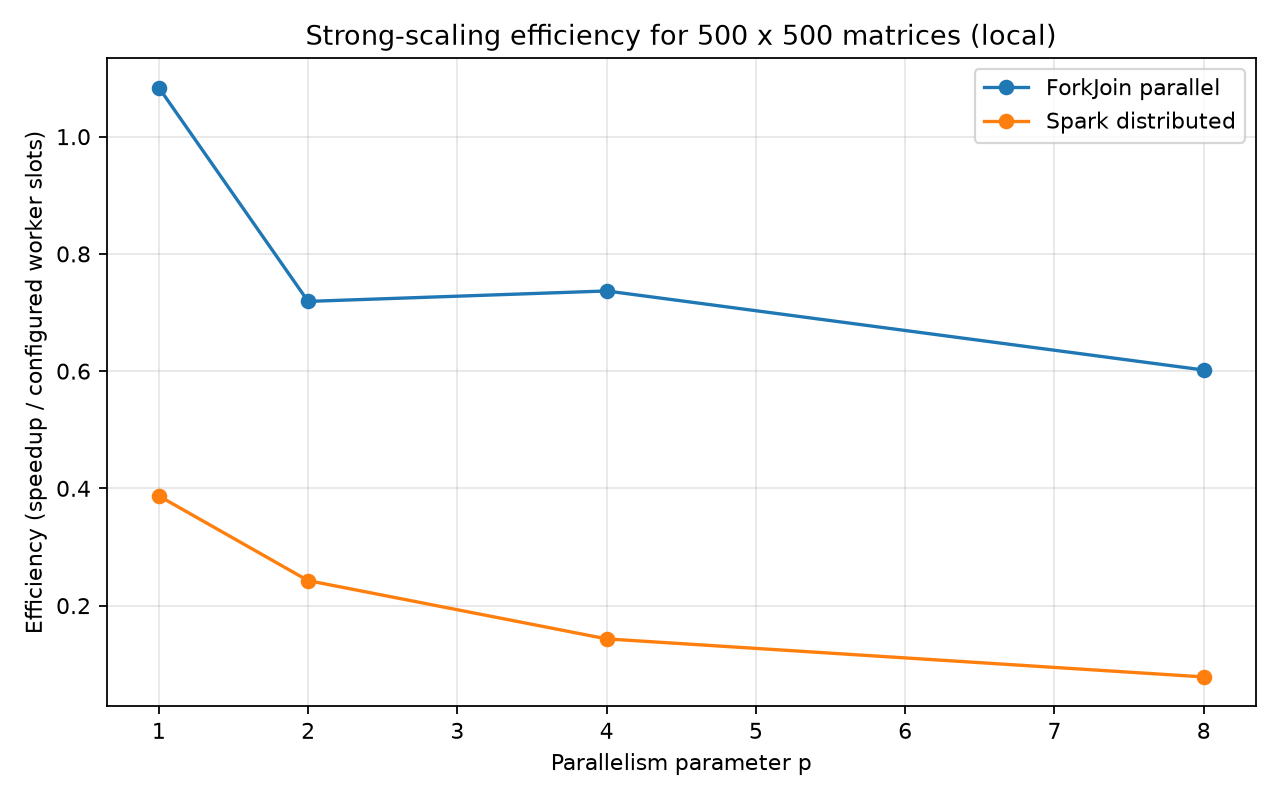 Strong-scaling efficiency for 500 x 500 matrices (local)
ForkJoin parallel
Spark distributed
Efficiency (speedup / configured worker slots)
1.0
0.8
0.6
0.4
0.2
1 2 3 4 5 6 7 8
Parallelism parameter p